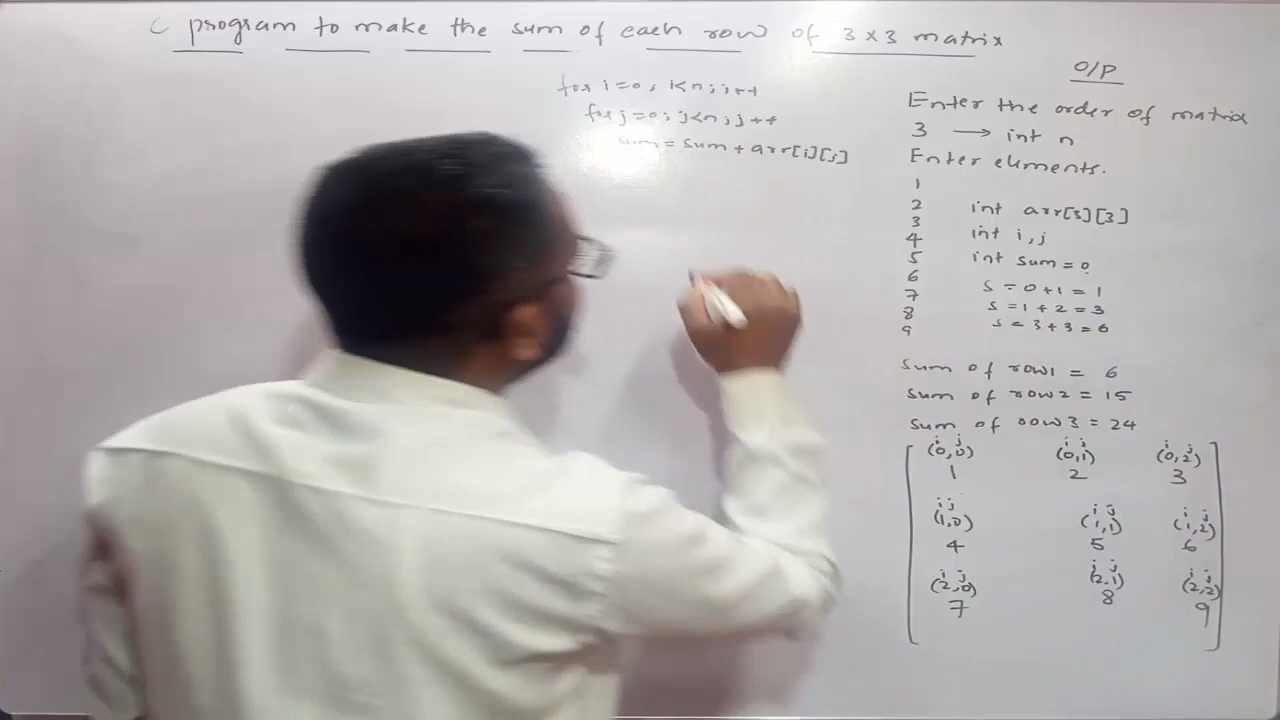 C program to make the sum of each row of 3 x 3 matrix
for i=0; i<n; i++
for j=0; j<n; j++
sum = sum + arr[i][j]
O/P
Enter the order of matrix
3 → int n
Enter elements.
1
2 int arr[3][3]
3
4 int i,j
5 int sum = 0
6
7 s = 0+1 = 1
8 s = 1+2 = 3
9 s = 3+3 = 6
Sum of row1 = 6
Sum of row2 = 15
Sum of row3 = 24
i j i j i j
(0,0) (0,1) (0,2)
1 2 3
i j i j i j
(1,0) (1,1) (1,2)
4 5 6
i j i j i j
(2,0) (2,1) (2,2)
7 8 9